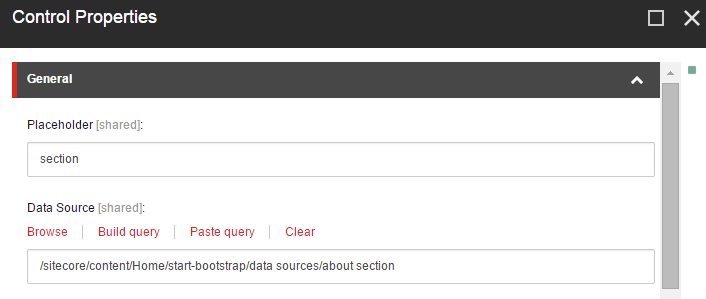 Control Properties
General
Placeholder [shared]:
section
Data Source [shared]:
Browse Build query Paste query Clear
/sitecore/content/Home/start-bootstrap/data sources/about section